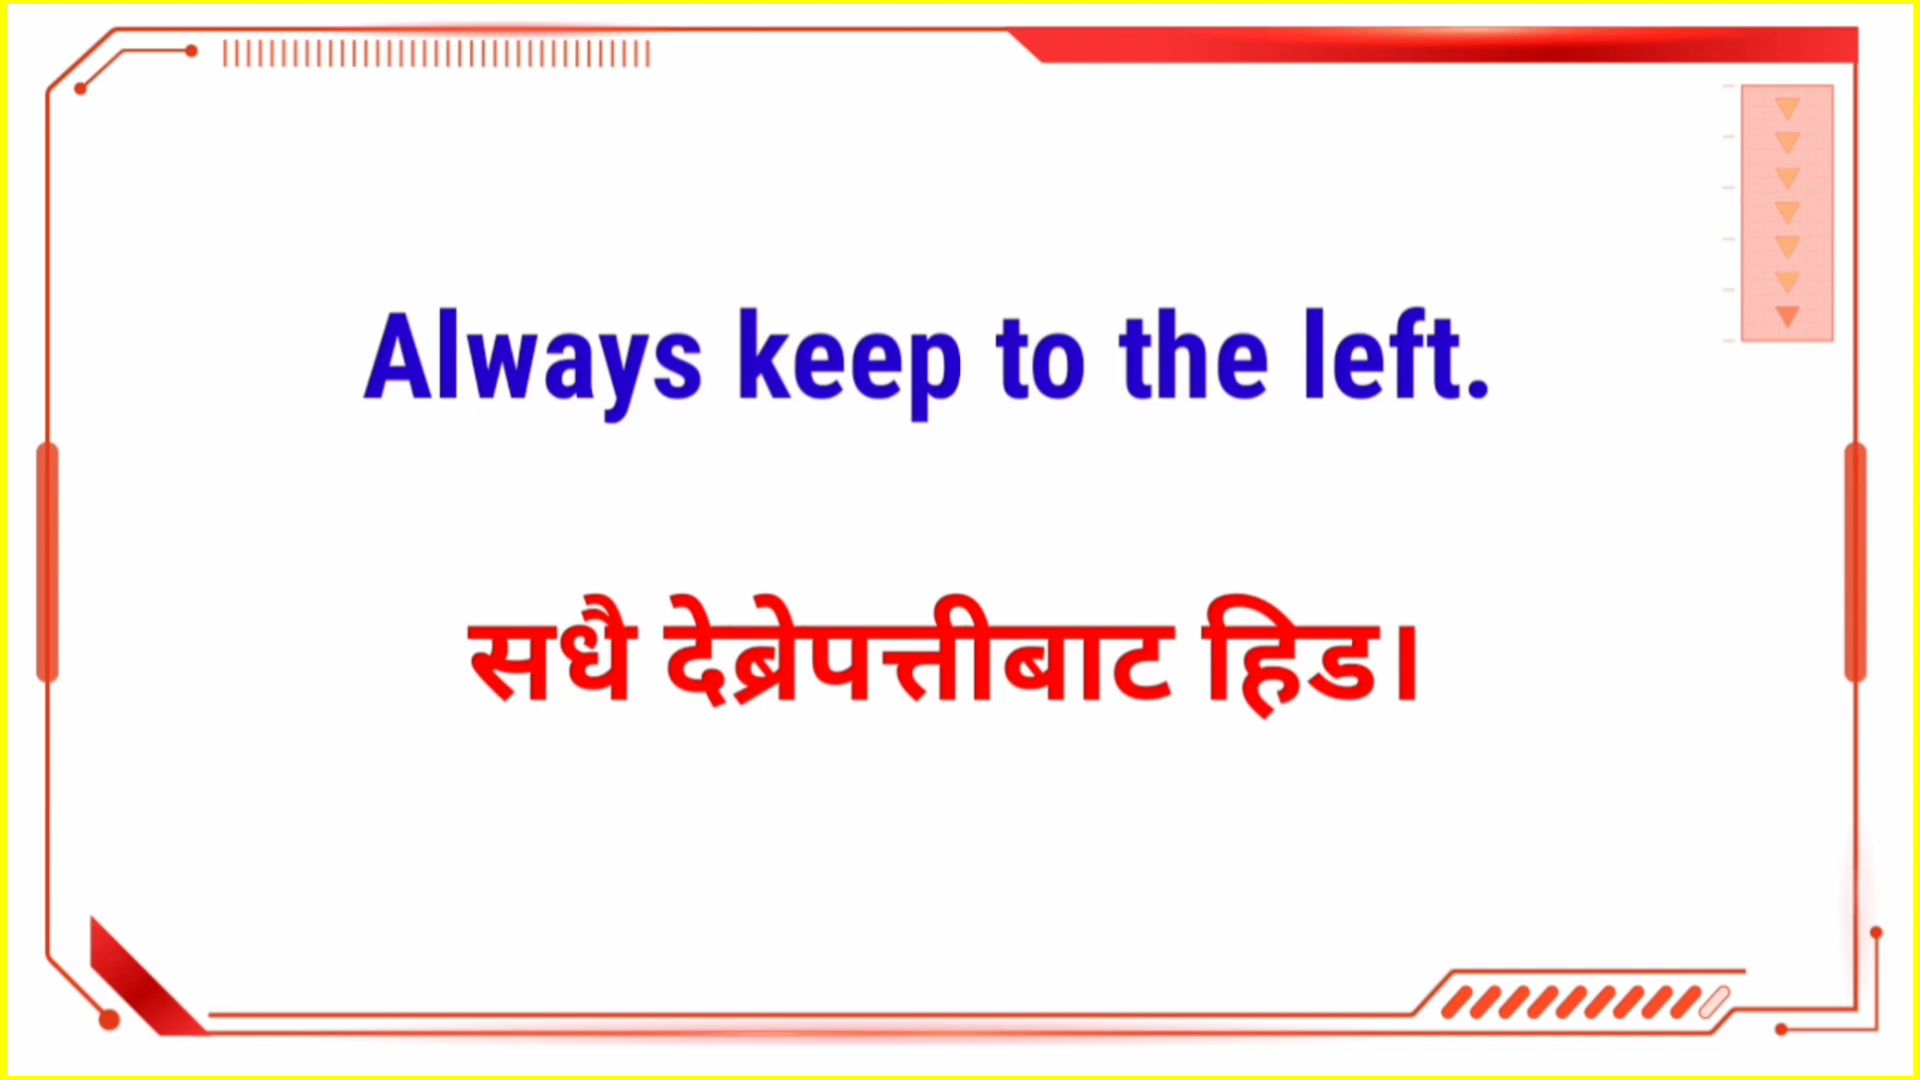 Always keep to the left.
सधै देब्रेपत्तीबाट हिड।